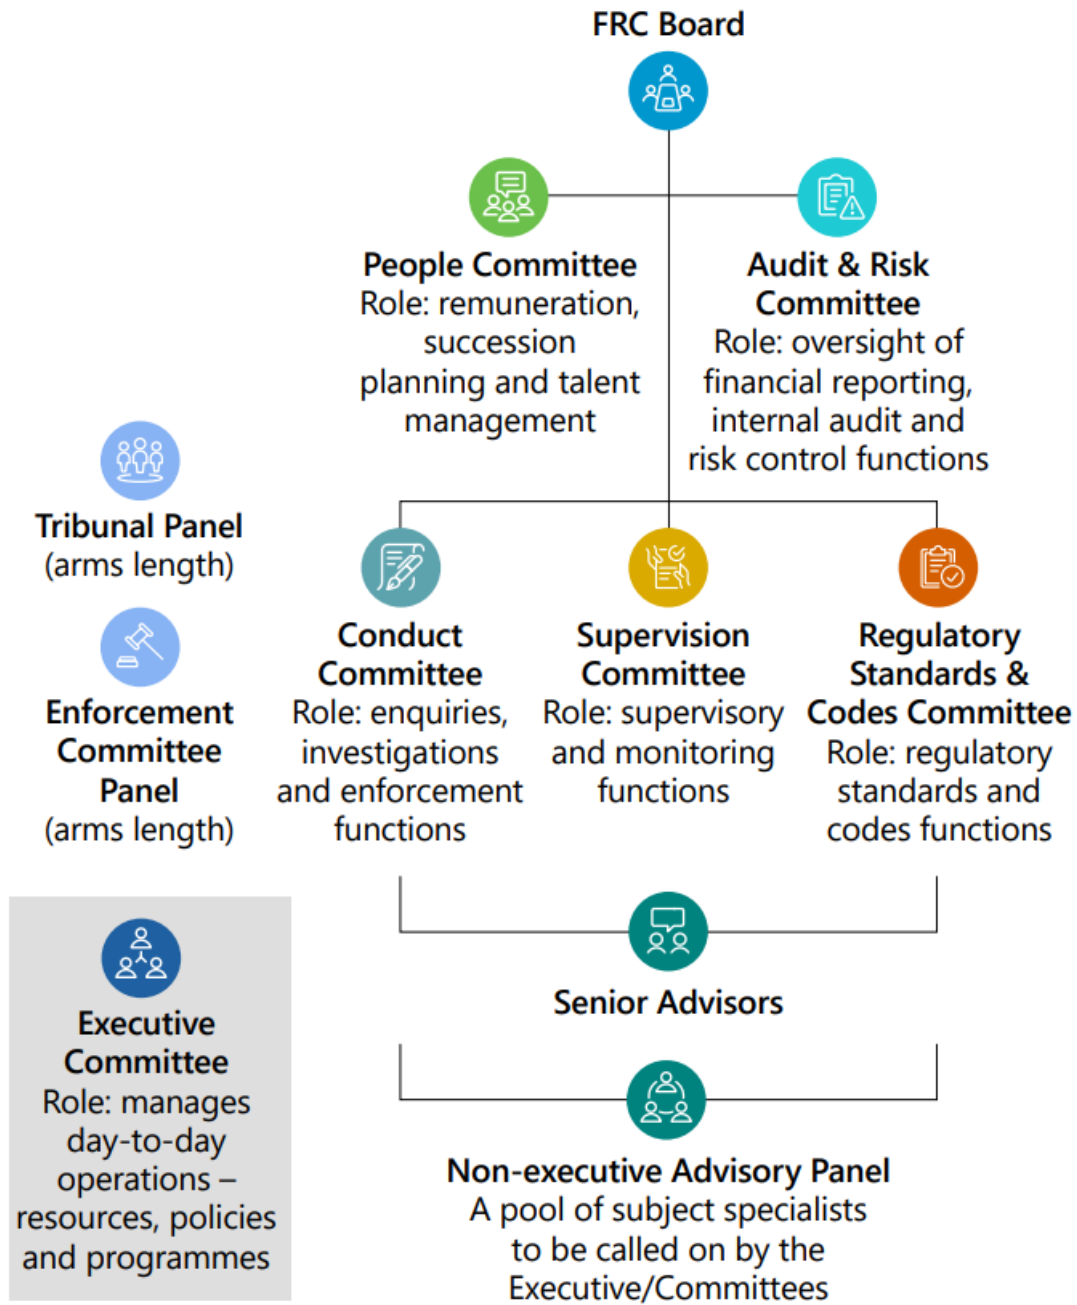 FRC Board
People Committee
Role: remuneration,
succession
planning and talent
management
Audit & Risk
Committee
Role: oversight of
financial reporting,
internal audit and
risk control functions
Tribunal Panel
(arms length)
Enforcement
Committee
Panel
(arms length)
Conduct
Committee
Role: enquiries,
investigations
and enforcement
functions
Supervision
Committee
Role: supervisory
and monitoring
functions
Regulatory
Standards &
Codes Committee
Role: regulatory
standards and
codes functions
Executive
Committee
Role: manages
day-to-day
operations –
resources, policies
and programmes
Senior Advisors
Non-executive Advisory Panel
A pool of subject specialists
to be called on by the
Executive/Committees